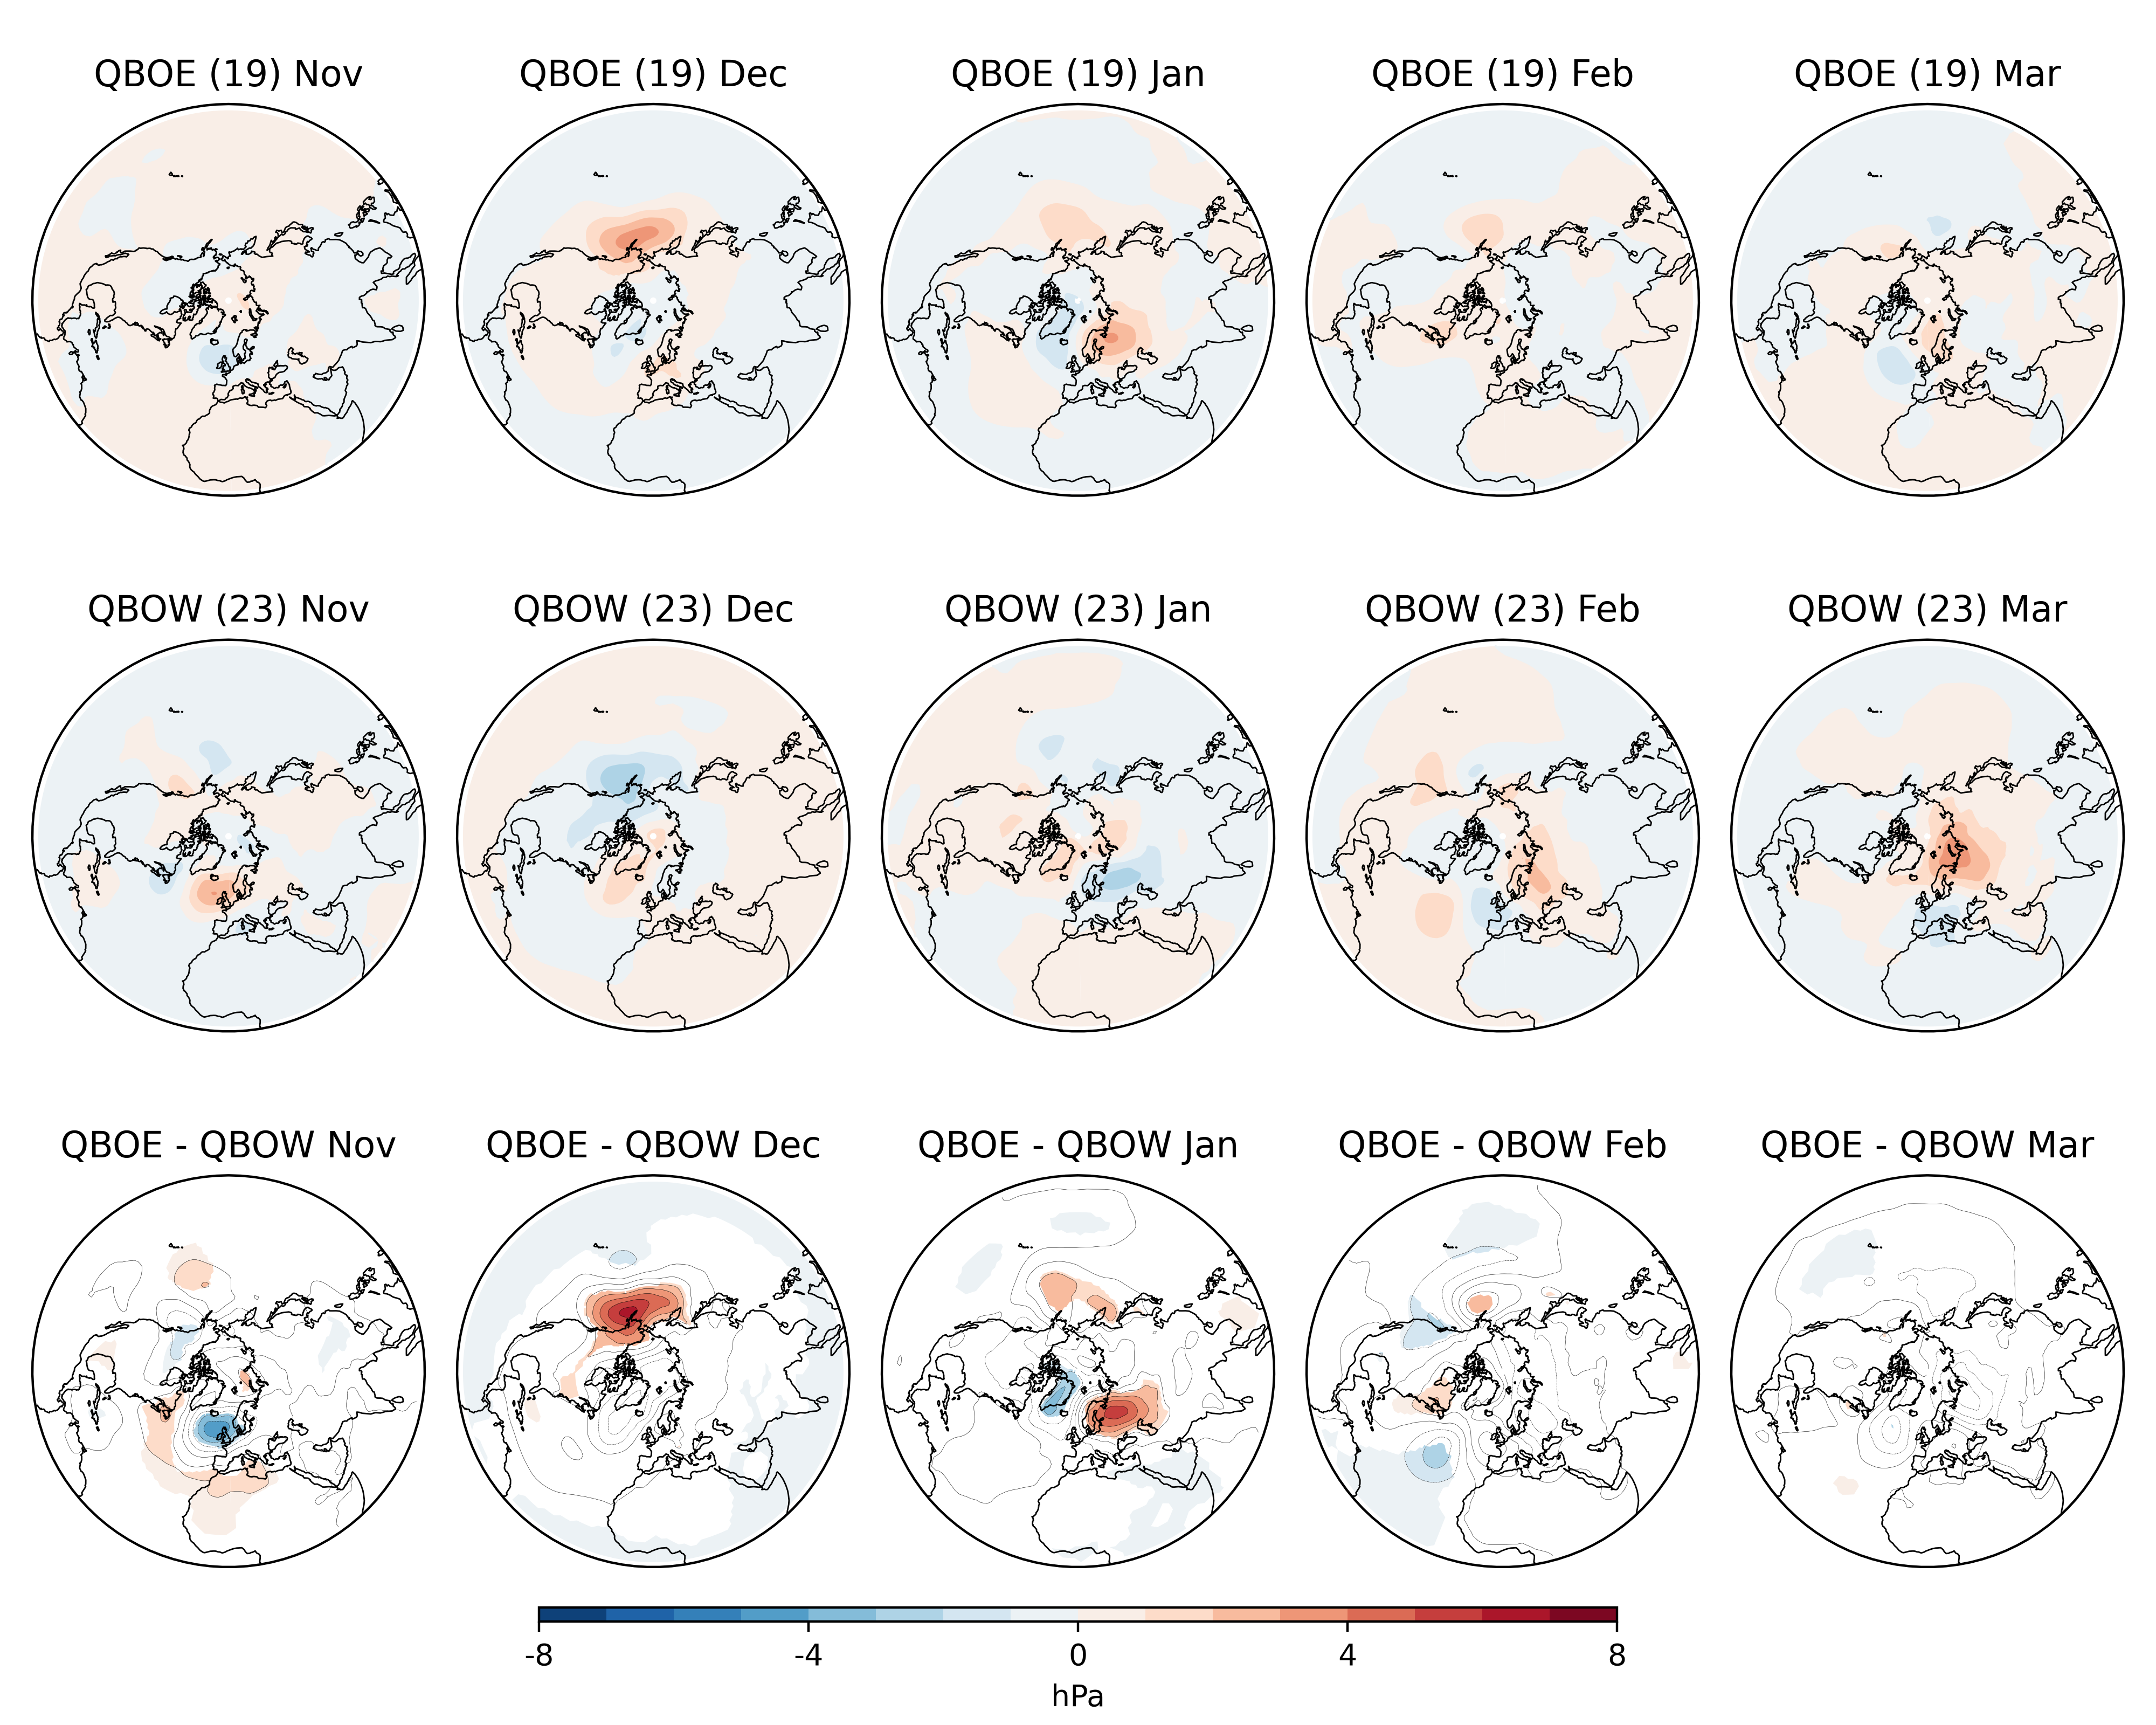 QBOE (19) Nov
QBOE (19) Dec
QBOE (19) Jan
QBOE (19) Feb
QBOE (19) Mar
QBOW (23) Nov
QBOW (23) Dec
QBOW (23) Jan
QBOW (23) Feb
QBOW (23) Mar
QBOE - QBOW Nov
QBOE - QBOW Dec
QBOE - QBOW Jan
QBOE - QBOW Feb
QBOE - QBOW Mar
-8
-4
0
4
8
hPa